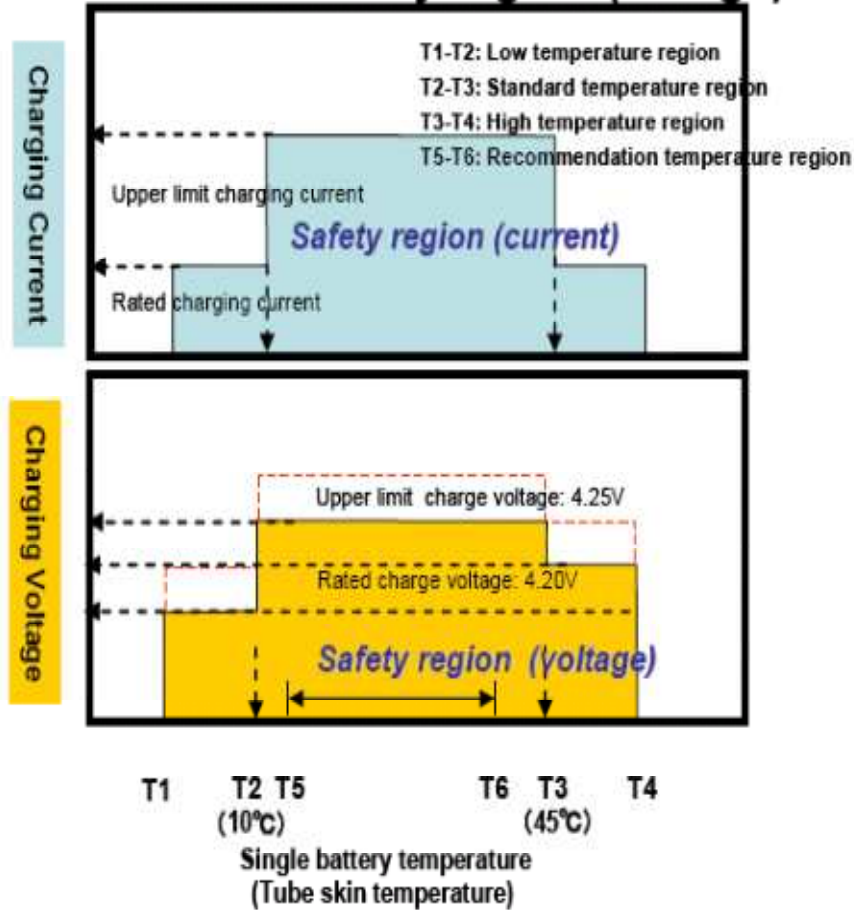 Charging Current
T1-T2: Low temperature region
T2-T3: Standard temperature region
T3-T4: High temperature region
T5-T6: Recommendation temperature region
Upper limit charging current
Safety region (current)
Rated charging current
Charging Voltage
Upper limit charge voltage: 4.25V
Rated charge voltage: 4.20V
Safety region (voltage)
T1 T2 T5 T6 T3 T4
(10℃) (45℃)
Single battery temperature
(Tube skin temperature)